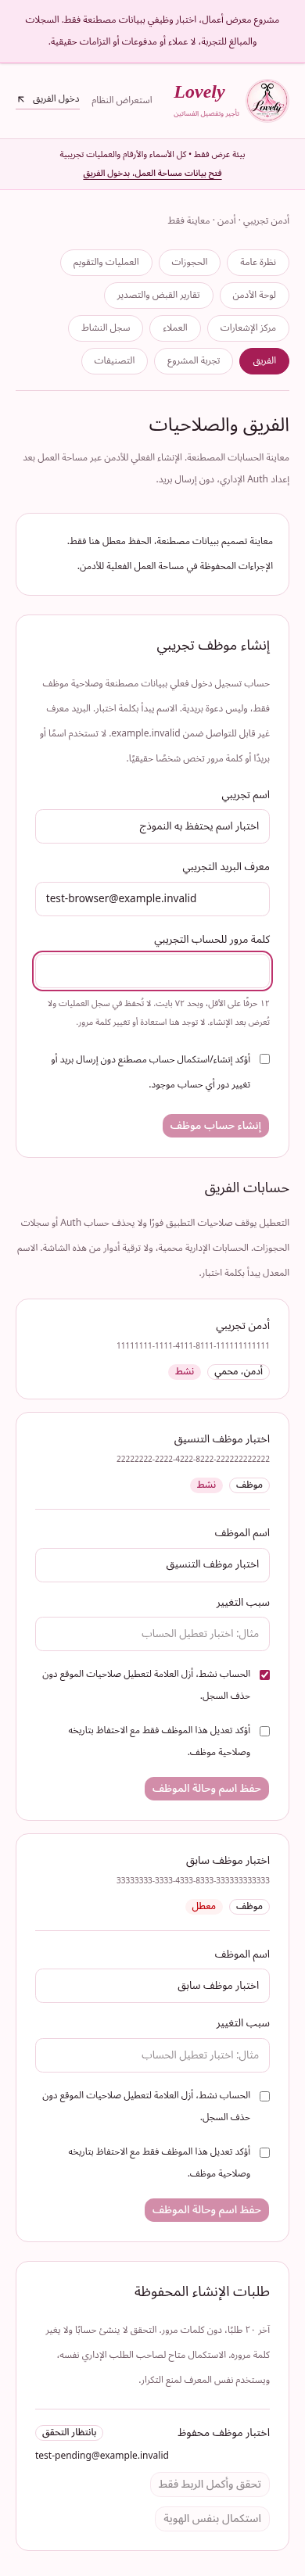 مشروع معرض أعمال، اختبار وظيفي ببيانات مصطنعة فقط. السجلات
والمبالغ للتجربة، لا عملاء أو مدفوعات أو التزامات حقيقية.
Lovely
Lovely
تأجير وتفصيل الفساتين
استعراض النظام
دخول الفريق
بيئة عرض فقط • كل الأسماء والأرقام والعمليات تجريبية
فتح بيانات مساحة العمل، بدخول الفريق
أدمن تجريبي · أدمن · معاينة فقط
نظرة عامة
الحجوزات
العمليات والتقويم
لوحة الأدمن
تقارير القبض والتصدير
مركز الإشعارات
العملاء
سجل النشاط
الفريق
تجربة المشروع
التصنيفات
الفريق والصلاحيات
معاينة الحسابات المصطنعة. الإنشاء الفعلي للأدمن عبر مساحة العمل بعد
إعداد Auth الإداري، دون إرسال بريد.
معاينة تصميم ببيانات مصطنعة، الحفظ معطل هنا فقط.
الإجراءات المحفوظة في مساحة العمل الفعلية للأدمن.
إنشاء موظف تجريبي
حساب تسجيل دخول فعلي ببيانات مصطنعة وصلاحية موظف
فقط، وليس دعوة بريدية. الاسم يبدأ بكلمة اختبار. البريد معرف
غير قابل للتواصل ضمن example.invalid. لا تستخدم اسمًا أو
بريدًا أو كلمة مرور تخص شخصًا حقيقيًا.
اسم تجريبي
اختبار اسم يحتفظ به النموذج
معرف البريد التجريبي
test-browser@example.invalid
كلمة مرور للحساب التجريبي
١٢ حرفًا على الأقل، وبحد ٧٢ بايت. لا تُحفظ في سجل العمليات ولا
تُعرض بعد الإنشاء. لا توجد هنا استعادة أو تغيير كلمة مرور.
أؤكد إنشاء/استكمال حساب مصطنع دون إرسال بريد أو
تغيير دور أي حساب موجود.
إنشاء حساب موظف
حسابات الفريق
التعطيل يوقف صلاحيات التطبيق فورًا ولا يحذف حساب Auth أو سجلات
الحجوزات. الحسابات الإدارية محمية، ولا ترقية أدوار من هذه الشاشة. الاسم
المعدل يبدأ بكلمة اختبار.
أدمن تجريبي
11111111-1111-4111-8111-111111111111
أدمن، محمي
نشط
اختبار موظف التنسيق
22222222-2222-4222-8222-222222222222
موظف
نشط
اسم الموظف
اختبار موظف التنسيق
سبب التغيير
مثال: اختبار تعطيل الحساب
الحساب نشط، أزل العلامة لتعطيل صلاحيات الموقع دون
حذف السجل.
أؤكد تعديل هذا الموظف فقط مع الاحتفاظ بتاريخه
وصلاحية موظف.
حفظ اسم وحالة الموظف
اختبار موظف سابق
33333333-3333-4333-8333-333333333333
موظف
معطل
اسم الموظف
اختبار موظف سابق
سبب التغيير
مثال: اختبار تعطيل الحساب
الحساب نشط، أزل العلامة لتعطيل صلاحيات الموقع دون
حذف السجل.
أؤكد تعديل هذا الموظف فقط مع الاحتفاظ بتاريخه
وصلاحية موظف.
حفظ اسم وحالة الموظف
طلبات الإنشاء المحفوظة
آخر ٢٠ طلبًا، دون كلمات مرور. التحقق لا ينشئ حسابًا ولا يغير
كلمة مروره. الاستكمال متاح لصاحب الطلب الإداري نفسه،
ويستخدم نفس المعرف لمنع التكرار.
اختبار موظف محفوظ
بانتظار التحقق
test-pending@example.invalid
تحقق وأكمل الربط فقط
استكمال بنفس الهوية